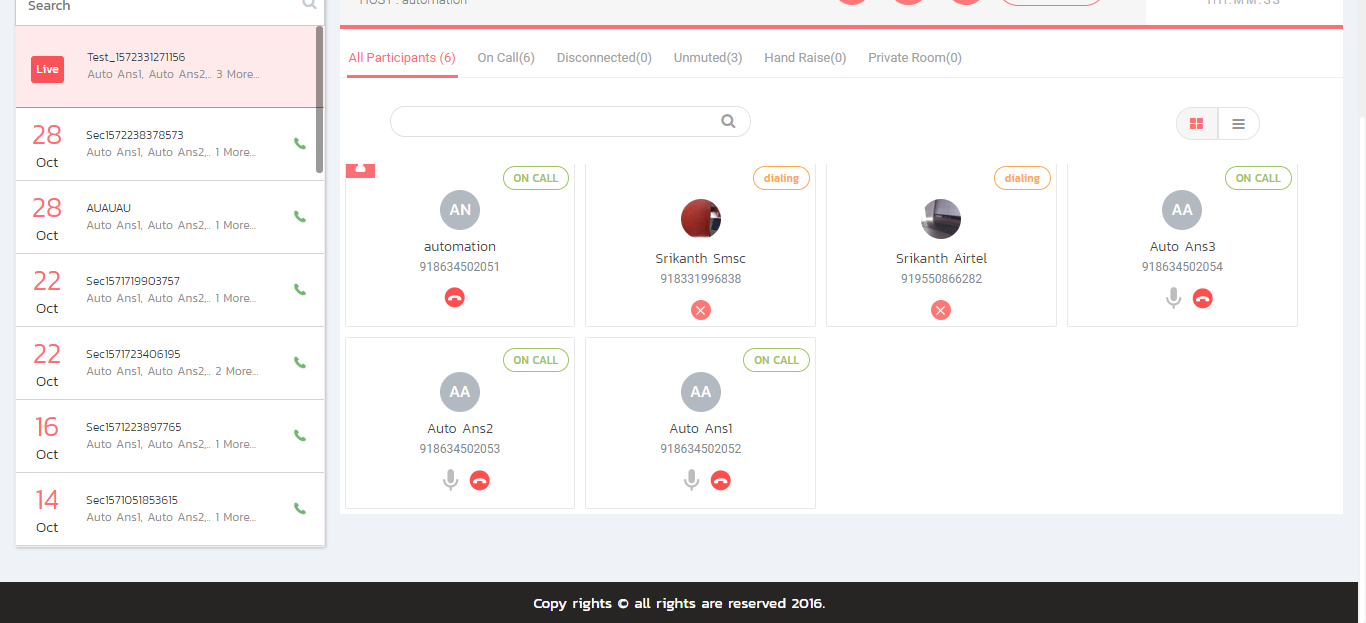 Search
HOST : automation
HH:MM:SS
Live
Test_1572331271156
Auto Ans1, Auto Ans2,.. 3 More...
28
Oct
Sec1572238378573
Auto Ans1, Auto Ans2,.. 1 More...
28
Oct
AUAUAU
Auto Ans1, Auto Ans2,.. 1 More...
22
Oct
Sec1571719903757
Auto Ans1, Auto Ans2,.. 1 More...
22
Oct
Sec1571723406195
Auto Ans1, Auto Ans2,.. 2 More...
16
Oct
Sec1571223897765
Auto Ans1, Auto Ans2,.. 1 More...
14
Oct
Sec1571051853615
Auto Ans1, Auto Ans2,.. 1 More...
All Participants (6) On Call(6) Disconnected(0) Unmuted(3) Hand Raise(0) Private Room(0)
ON CALL
AN
automation
918634502051
dialing
Srikanth Smsc
918331996838
dialing
Srikanth Airtel
919550866282
ON CALL
AA
Auto Ans3
918634502054
ON CALL
AA
Auto Ans2
918634502053
ON CALL
AA
Auto Ans1
918634502052
Copy rights © all rights are reserved 2016.